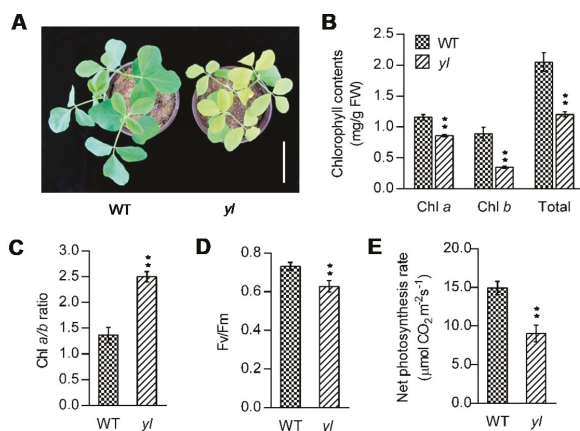 A
WT
yl
B
Chlorophyll contents
(mg/g FW)
2.5
2.0
1.5
1.0
0.5
0.0
WT
yl
**
**
**
Chl a
Chl b
Total
C
Chl a/b ratio
3.0
2.5
2.0
1.5
1.0
0.5
0.0
**
WT
yl
D
Fv/Fm
0.8
0.6
0.4
0.2
0.0
**
WT
yl
E
Net photosynthesis rate
(μmol CO₂ m⁻²s⁻¹)
20.0
15.0
10.0
5.0
0.0
**
WT
yl